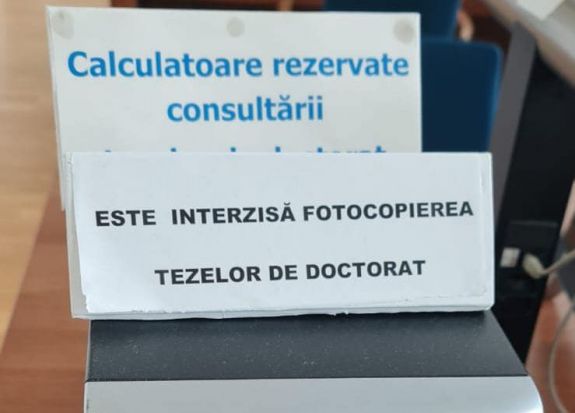 Calculatoare rezervate
consultării
ESTE INTERZISĂ FOTOCOPIEREA
TEZELOR DE DOCTORAT